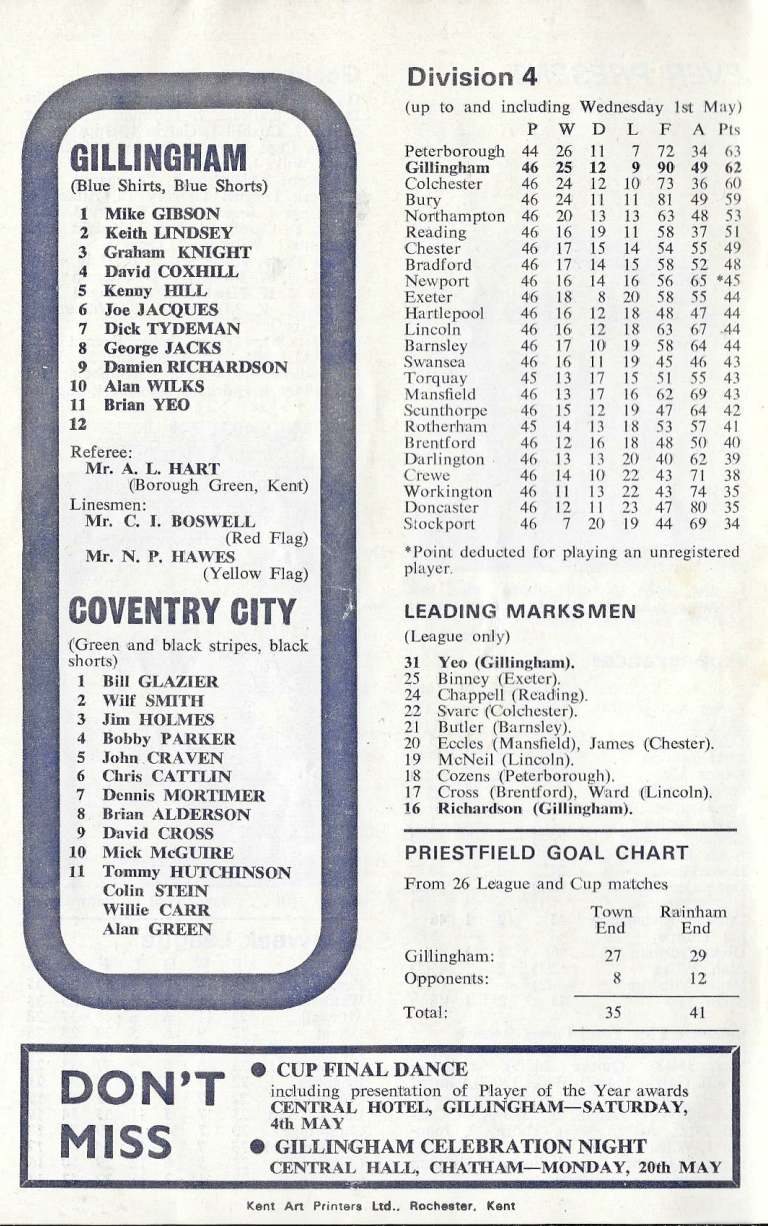 GILLINGHAM
(Blue Shirts, Blue Shorts)
1 Mike GIBSON
2 Keith LINDSEY
3 Graham KNIGHT
4 David COXHILL
5 Kenny HILL
6 Joe JACQUES
7 Dick TYDEMAN
8 George JACKS
9 Damien RICHARDSON
10 Alan WILKS
11 Brian YEO
12
Referee:
Mr. A. L. HART
(Borough Green, Kent)
Linesmen:
Mr. C. I. BOSWELL
(Red Flag)
Mr. N. P. HAWES
(Yellow Flag)
COVENTRY CITY
(Green and black stripes, black
shorts)
1 Bill GLAZIER
2 Wilf SMITH
3 Jim HOLMES
4 Bobby PARKER
5 John CRAVEN
6 Chris CATTLIN
7 Dennis MORTIMER
8 Brian ALDERSON
9 David CROSS
10 Mick McGUIRE
11 Tommy HUTCHINSON
Colin STEIN
Willie CARR
Alan GREEN
Division 4
(up to and including Wednesday 1st May)
P W D L F A Pts
Peterborough 44 26 11 7 72 34 63
Gillingham 46 25 12 9 90 49 62
Colchester 46 24 12 10 73 36 60
Bury 46 24 11 11 81 49 59
Northampton 46 20 13 13 63 48 53
Reading 46 16 19 11 58 37 51
Chester 46 17 15 14 54 55 49
Bradford 46 17 14 15 58 52 48
Newport 46 16 14 16 56 65 *45
Exeter 46 18 8 20 58 55 44
Hartlepool 46 16 12 18 48 47 44
Lincoln 46 16 12 18 63 67 44
Barnsley 46 17 10 19 58 64 44
Swansea 46 16 11 19 45 46 43
Torquay 45 13 17 15 51 55 43
Mansfield 46 13 17 16 62 69 43
Scunthorpe 46 15 12 19 47 64 42
Rotherham 45 14 13 18 53 57 41
Brentford 46 12 16 18 48 50 40
Darlington 46 13 13 20 40 62 39
Crewe 46 14 10 22 43 71 38
Workington 46 11 13 22 43 74 35
Doncaster 46 12 11 23 47 80 35
Stockport 46 7 20 19 44 69 34
*Point deducted for playing an unregistered
player.
LEADING MARKSMEN
(League only)
31 Yeo (Gillingham).
25 Binney (Exeter).
24 Chappell (Reading).
22 Svarc (Colchester).
21 Butler (Barnsley).
20 Eccles (Mansfield), James (Chester).
19 McNeil (Lincoln).
18 Cozens (Peterborough).
17 Cross (Brentford), Ward (Lincoln).
16 Richardson (Gillingham).
PRIESTFIELD GOAL CHART
From 26 League and Cup matches
Town Rainham
End End
Gillingham: 27 29
Opponents: 8 12
Total: 35 41
DON'T
MISS
● CUP FINAL DANCE
including presentation of Player of the Year awards
CENTRAL HOTEL, GILLINGHAM—SATURDAY,
4th MAY
● GILLINGHAM CELEBRATION NIGHT
CENTRAL HALL, CHATHAM—MONDAY, 20th MAY
Kent Art Printers Ltd., Rochester, Kent